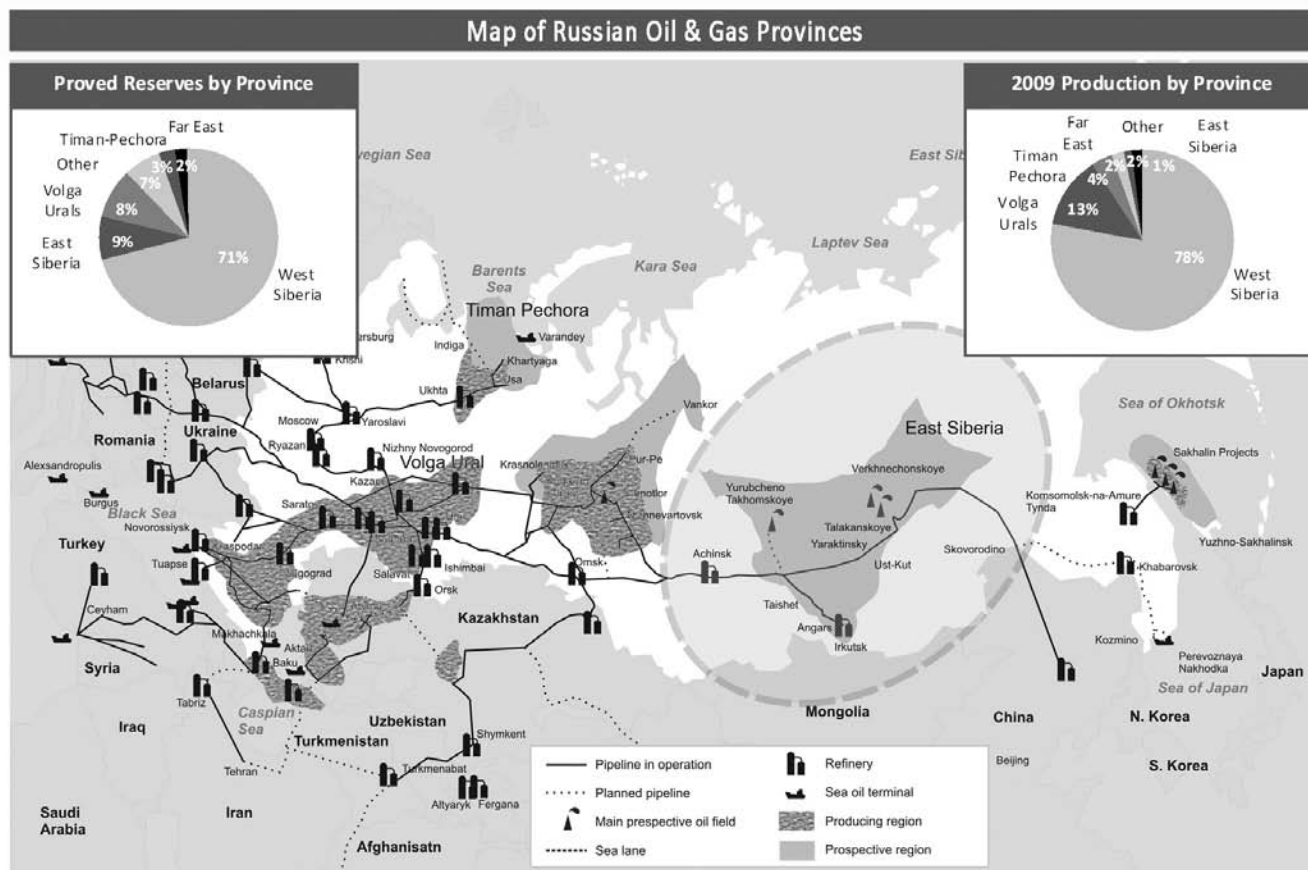 Map of Russian Oil & Gas Provinces
Proved Reserves by Province
Far East
Timan-Pechora
Other
Volga
Urals
East
Siberia
West
Siberia
2%
3%
7%
8%
9%
71%
2009 Production by Province
Far
East
Other
East
Siberia
Timan
Pechora
Volga
Urals
West
Siberia
2%
2%
1%
4%
13%
78%
Barents
Sea
Kara Sea
Laptev Sea
Sea of Okhotsk
Timan Pechora
Varandey
Indiga
Khartyaga
Usa
Ukhta
Belarus
Moscow
Yaroslavi
Ryazan
Nizhny Novogorod
Romania
Ukraine
Volga Ural
Kazan
Alexsandropulis
Burgus
Black Sea
Novorossiysk
Tuapse
Turkey
Ceyham
Syria
Salavat
Ishimbai
Orsk
Omsk
Kazakhstan
Makhachkala
Aktau
Baku
Tabriz
Caspian
Sea
Iraq
Tehran
Iran
Saudi
Arabia
Uzbekistan
Turkmenistan
Shymkent
Turkmenabat
Altyaryk
Fergana
Afghanisatn
Vankor
Pur-Pe
Achinsk
East Siberia
Verkhnechonskoye
Yurubcheno
Takhomskoye
Talakanskoye
Yaraktinsky
Ust-Kut
Taishet
Angars
Irkutsk
Skovorodino
Mongolia
China
Beijing
Sakhalin Projects
Komsomolsk-na-Amure
Tynda
Yuzhno-Sakhalinsk
Khabarovsk
Kozmino
Perevoznaya
Nakhodka
Japan
Sea of Japan
N. Korea
S. Korea
Pipeline in operation
Planned pipeline
Main prespective oil field
Sea lane
Refinery
Sea oil terminal
Producing region
Prospective region